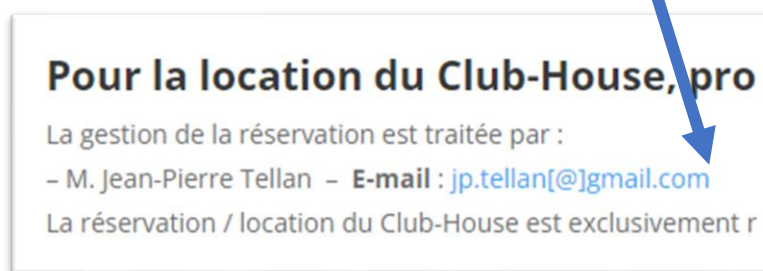 Pour la location du Club-House, pro
La gestion de la réservation est traitée par :
– M. Jean-Pierre Tellan – E-mail : jp.tellan[@]gmail.com
La réservation / location du Club-House est exclusivement r